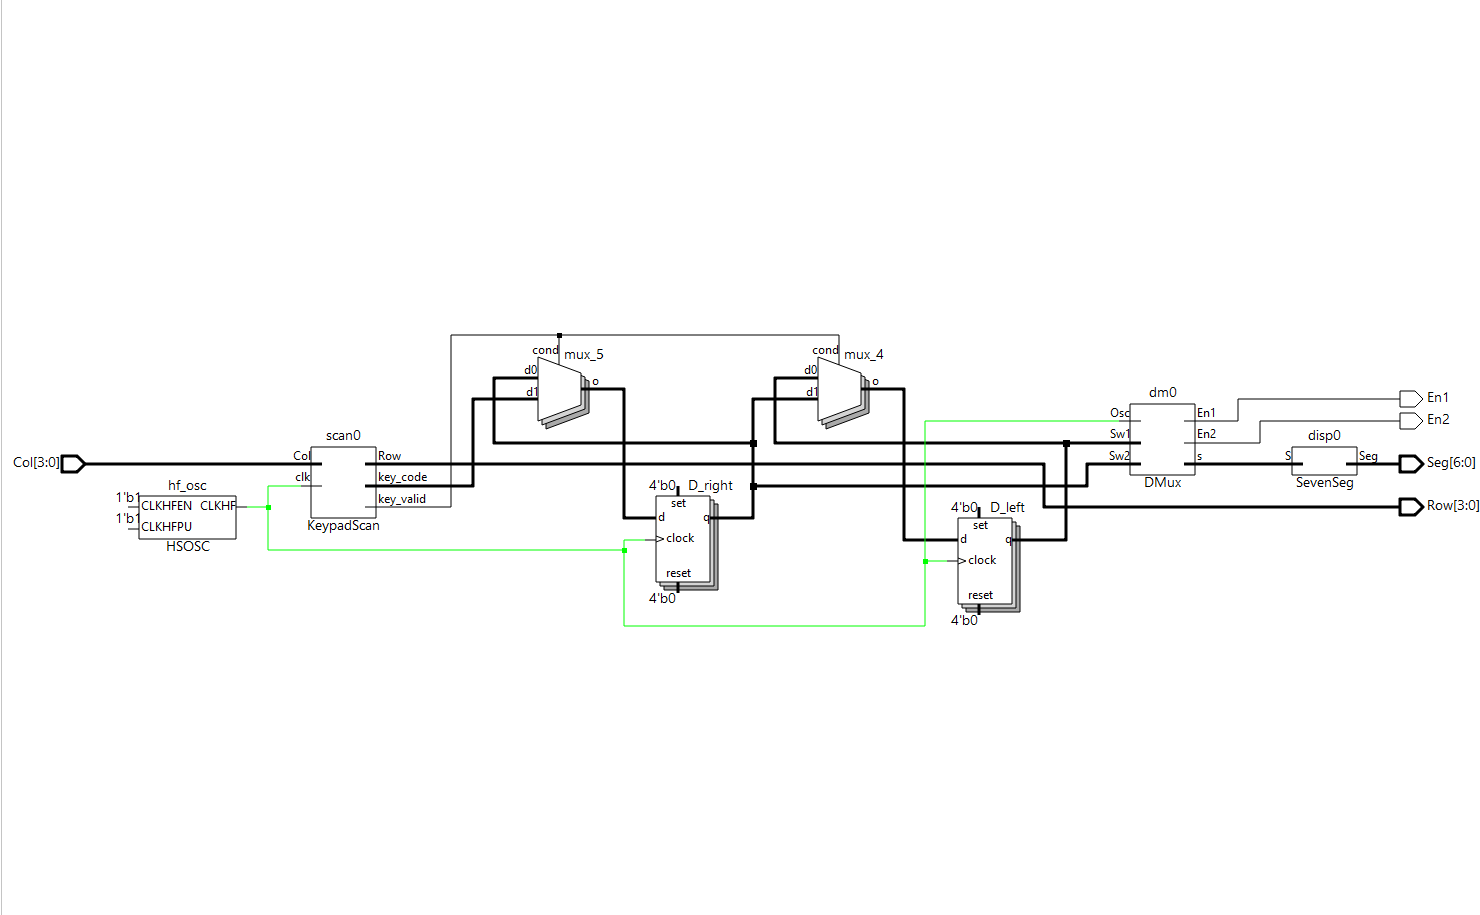 cond
mux_5
d0
o
d1
cond
mux_4
d0
o
d1
dm0
Osc
En1
Sw1
En2
Sw2
s
DMux
En1
En2
disp0
S
Seg
SevenSeg
Seg[6:0]
Row[3:0]
scan0
Col[3:0]
Col
Row
clk
key_code
key_valid
KeypadScan
hf_osc
1'b1
CLKHFEN
CLKHF
1'b1
CLKHFPU
HSOSC
4'b0
D_right
set
d
q
clock
reset
4'b0
4'b0
D_left
set
d
q
clock
reset
4'b0